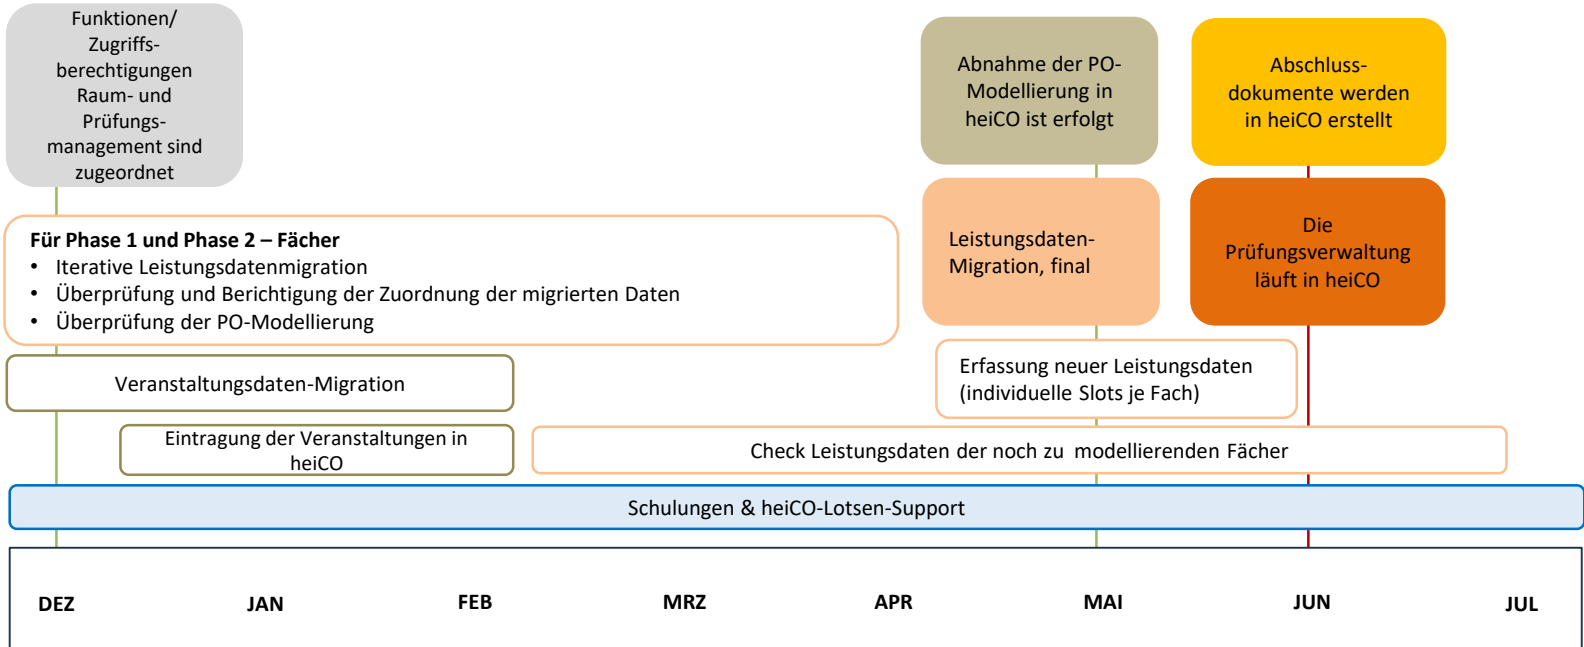 Funktionen/
Zugriffs-
berechtigungen
Raum- und
Prüfungs-
management sind
zugeordnet
Abnahme der PO-
Modellierung in
heiCO ist erfolgt
Abschluss-
dokumente werden
in heiCO erstellt
Für Phase 1 und Phase 2 – Fächer
• Iterative Leistungsdatenmigration
• Überprüfung und Berichtigung der Zuordnung der migrierten Daten
• Überprüfung der PO-Modellierung
Leistungsdaten-
Migration, final
Die
Prüfungsverwaltung
läuft in heiCO
Veranstaltungsdaten-Migration
Erfassung neuer Leistungsdaten
(individuelle Slots je Fach)
Eintragung der Veranstaltungen in
heiCO
Check Leistungsdaten der noch zu modellierenden Fächer
Schulungen & heiCO-Lotsen-Support
DEZ JAN FEB MRZ APR MAI JUN JUL